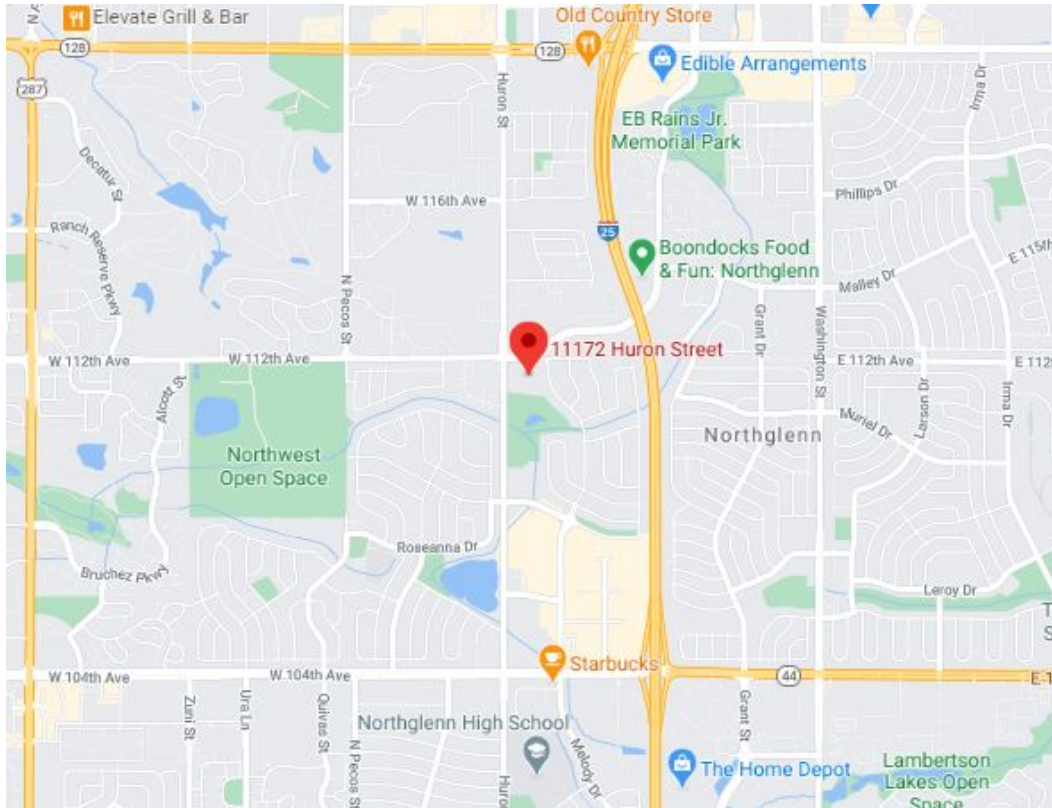 Elevate Grill & Bar
Old Country Store
128
128
287
Huron St
Edible Arrangements
Irma Dr
EB Rains Jr.
Memorial Park
Decatur St
Phillips Dr
W 116th Ave
Ranch Reserve Pkwy
25
Boondocks Food
& Fun: Northglenn
E 115th
Malley Dr
N Pecos St
Grant Dr
Washington St
11172 Huron Street
W 112th Ave
W 112th Ave
E 112th Ave
E 112t
Alcott St
Larson Dr
Irma Dr
Muriel Dr
Northglenn
Northwest
Open Space
Roseanna Dr
Bruchez Pkwy
Leroy Dr
T
S
Starbucks
W 104th Ave
W 104th Ave
44
E 1
Zuni St
Ura Ln
Quivas St
N Pecos St
Northglenn High School
Huro
Melody Dr
Grant St
The Home Depot
Lambertson
Lakes Open
Space